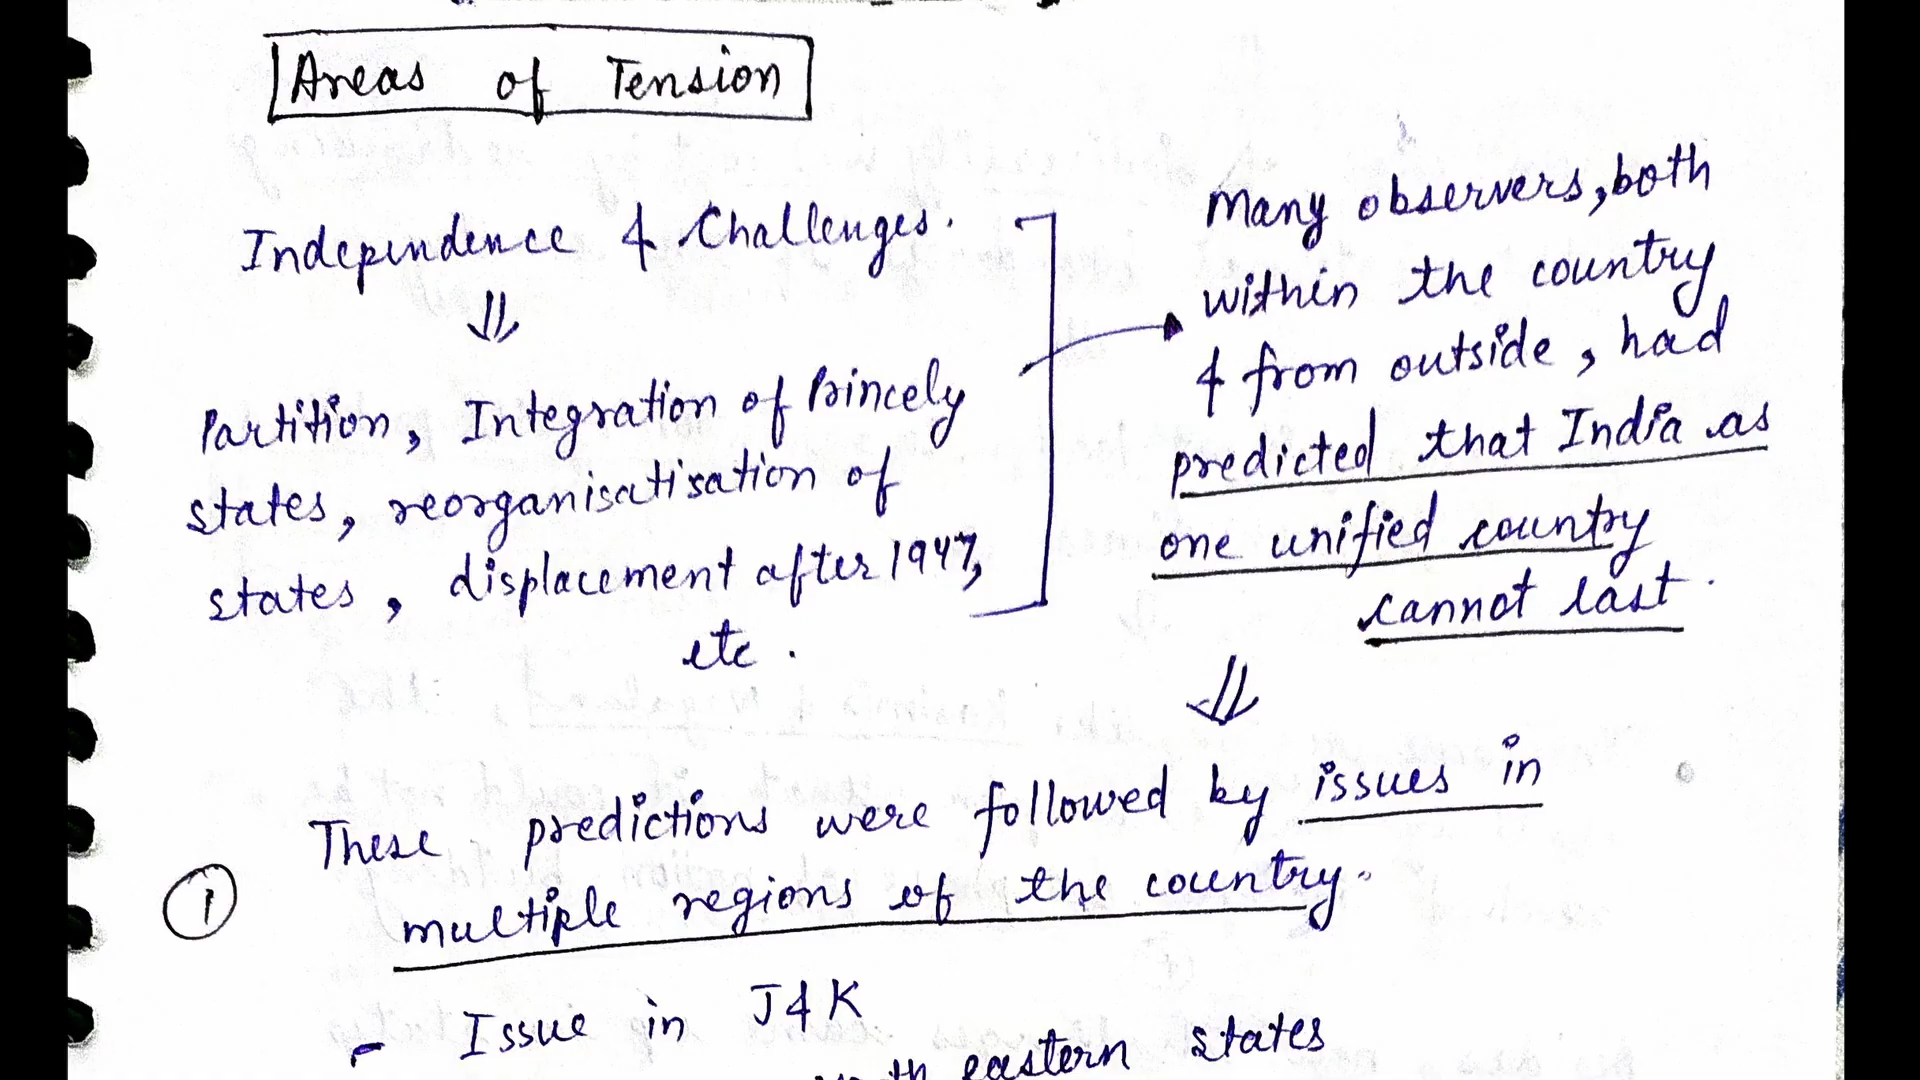 Areas of Tension
Independence & Challenges.
⇓
Partition, Integration of Princely
states, reorganisatisation of
states, displacement after 1947,
etc.
Many observers, both
within the country
& from outside, had
predicted that India as
one unified country
cannot last.
⇓
These predictions were followed by issues in
① multiple regions of the country.
- Issue in J&K
eastern states